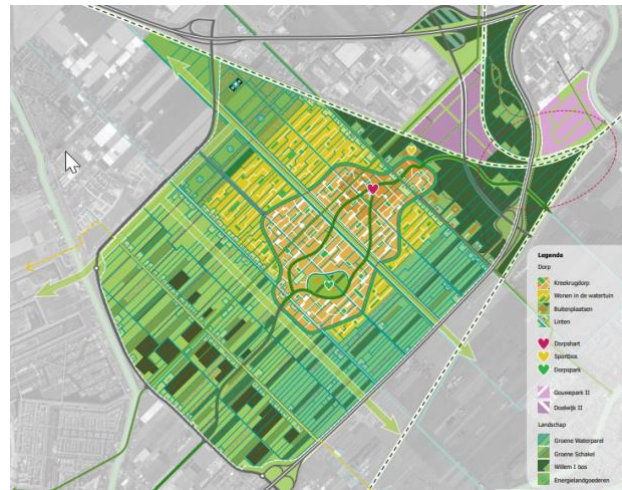 Legenda
Dorp
Kreekrugdorp
Wonen in de watertuin
Buitenplaatsen
Linten
Dorpshart
Sportbos
Dorpspark
Gouwepark II
Doelwijk II
Landschap
Groene Waterparel
Groene Schakel
Willem I bos
Energielandgoederen